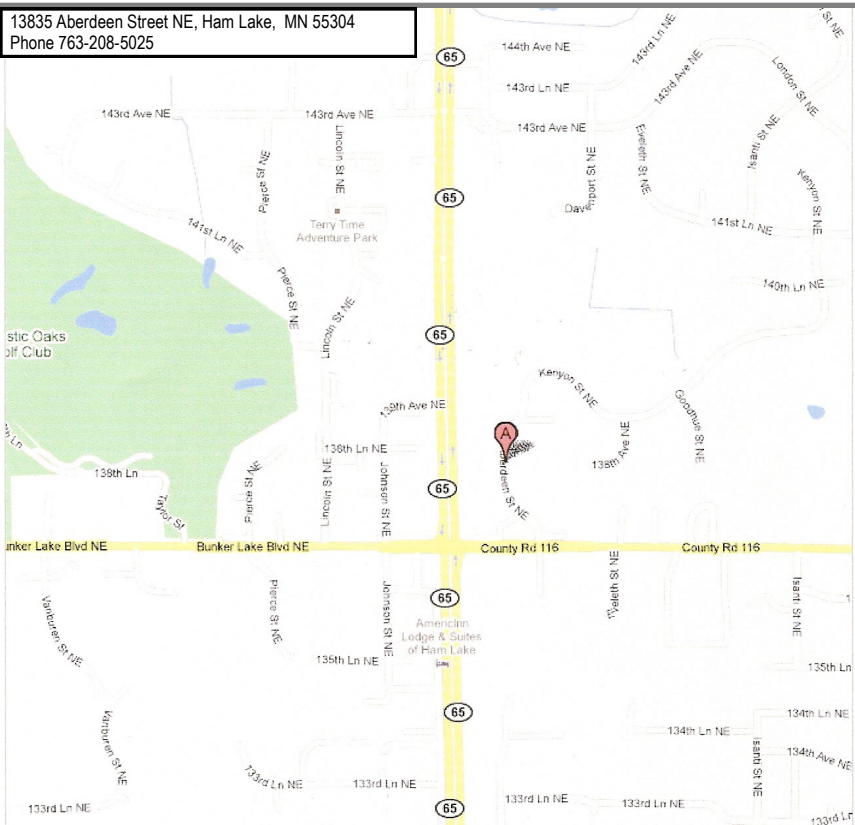 13835 Aberdeen Street NE, Ham Lake, MN 55304
Phone 763-208-5025
65
144th Ave NE
143rd Ln NE
143rd Ave NE
London St NE
143rd Ln NE
143rd Ave NE
143rd Ave NE
143rd Ave NE
Lincoln St NE
Pierce St NE
Eveleth St NE
Isanti St NE
Kenyon St NE
65
Terry Time
Adventure Park
141st Ln NE
141st Ln NE
Pierce St NE
140th Ln NE
Lincoln St NE
stic Oaks
olf Club
65
Kenyon St NE
139th Ave NE
Goodhue St NE
A
138th Ave NE
138th Ln NE
138th Ln
Pierce St NE
Lincoln St NE
Johnson St NE
65
berdeen St NE
Taylor St
unker Lake Blvd NE
Bunker Lake Blvd NE
County Rd 116
County Rd 116
Vanburen St NE
Pierce St NE
Johnson St NE
65
Isanti St NE
AmericInn
Lodge & Suites
of Ham Lake
135th Ln NE
135th Ln
65
134th Ln NE
134th Ln NE
Vanburen St NE
Isanti St NE
134th Ave NE
133rd Ln NE
133rd Ln NE
133rd Ln NE
133rd Ln NE
133rd Ln NE
65
133rd Ln